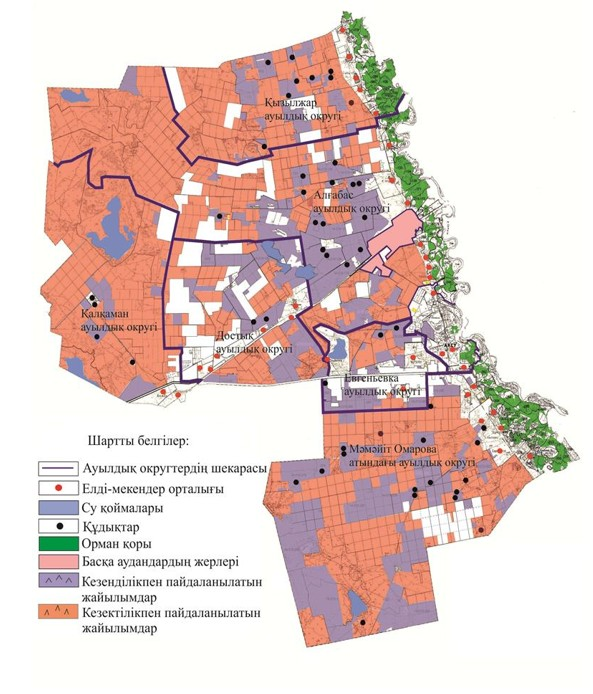 Қызылжар
ауылдық округі
Алғабас
ауылдық округі
Қалқаман
ауылдық округі
Достық
ауылдық округі
Евгеньевка
ауылдық округі
Мәмәйіт Омарова
атындағы ауылдық округі
Шартты белгілер:
Ауылдық округтердің шекарасы
Елді-мекендер орталығы
Су қоймалары
Құдықтар
Орман қоры
Басқа аудандардың жерлері
Кезенділікпен пайдаланылатын
жайылымдар
Кезектілікпен пайдаланылатын
жайылымдар